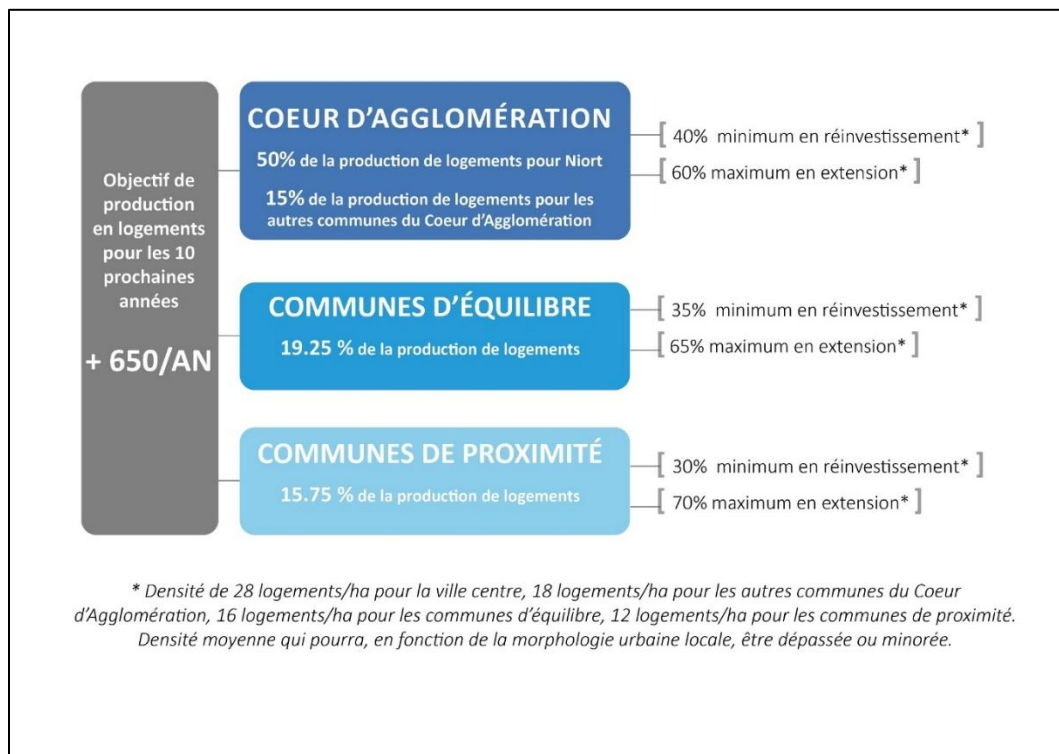 Objectif de
production
en logements
pour les 10
prochaines
années
+ 650/AN
COEUR D’AGGLOMÉRATION
50% de la production de logements pour Niort
15% de la production de logements pour les
autres communes du Coeur d’Agglomération
[ 40% minimum en réinvestissement* ]
[ 60% maximum en extension* ]
COMMUNES D’ÉQUILIBRE
19.25 % de la production de logements
[ 35% minimum en réinvestissement* ]
[ 65% maximum en extension* ]
COMMUNES DE PROXIMITÉ
15.75 % de la production de logements
[ 30% minimum en réinvestissement* ]
[ 70% maximum en extension* ]
* Densité de 28 logements/ha pour la ville centre, 18 logements/ha pour les autres communes du Coeur
d’Agglomération, 16 logements/ha pour les communes d’équilibre, 12 logements/ha pour les communes de proximité.
Densité moyenne qui pourra, en fonction de la morphologie urbaine locale, être dépassée ou minorée.